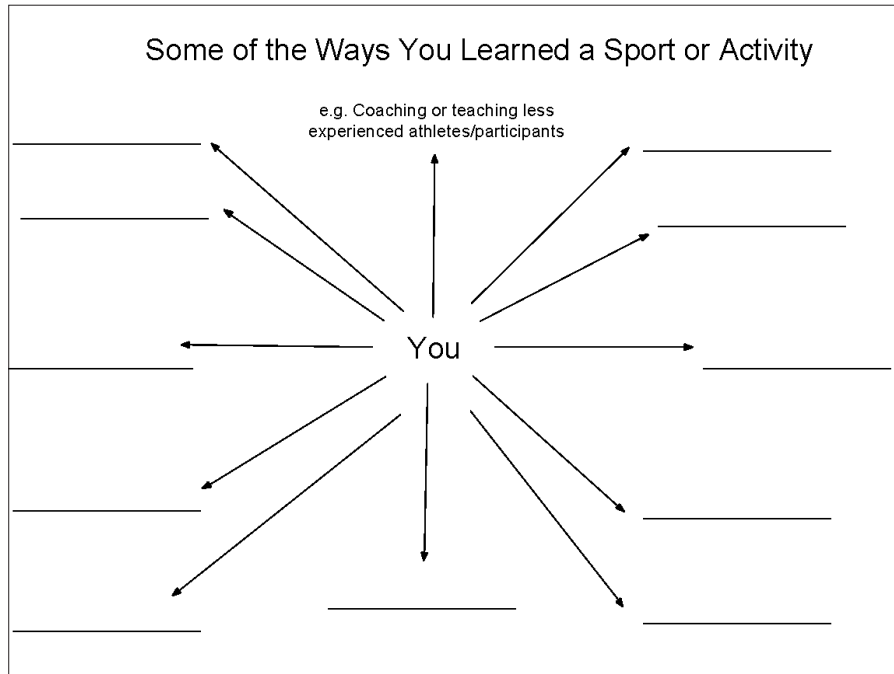 Some of the Ways You Learned a Sport or Activity
e.g. Coaching or teaching less
experienced athletes/participants
You